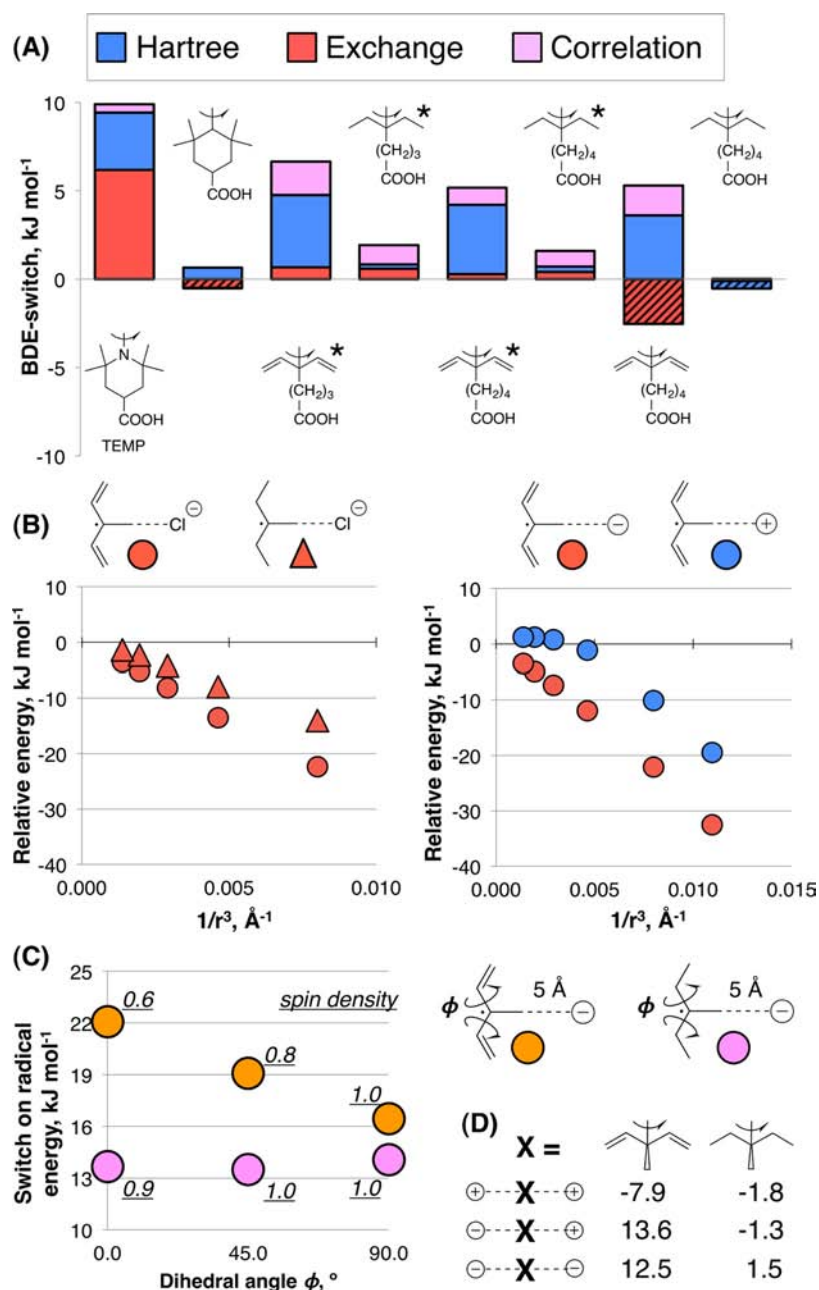 Hartree Exchange Correlation
(A)
BDE-switch, kJ mol⁻¹
10
5
0
-5
-10
COOH
* (CH₂)₃ COOH
* (CH₂)₄ COOH
(CH₂)₄ COOH
N
COOH
TEMP
* (CH₂)₃ COOH
* (CH₂)₄ COOH
(CH₂)₄ COOH
(B)
Cl ⊖
Cl ⊖
⊖
⊕
Relative energy, kJ mol⁻¹
10
0
-10
-20
-30
-40
0.000 0.005 0.010
1/r³, Å⁻¹
Relative energy, kJ mol⁻¹
10
0
-10
-20
-30
-40
0.000 0.005 0.010 0.015
1/r³, Å⁻¹
(C)
Switch on radical
energy, kJ mol⁻¹
25
22
19
16
13
10
0.6 spin density
0.8
1.0
0.9 1.0 1.0
0.0 45.0 90.0
Dihedral angle ϕ, º
ϕ 5 Å ⊖
ϕ 5 Å ⊖
(D)
X =
⊕---X---⊕ -7.9 -1.8
⊖---X---⊕ 13.6 -1.3
⊖---X---⊖ 12.5 1.5